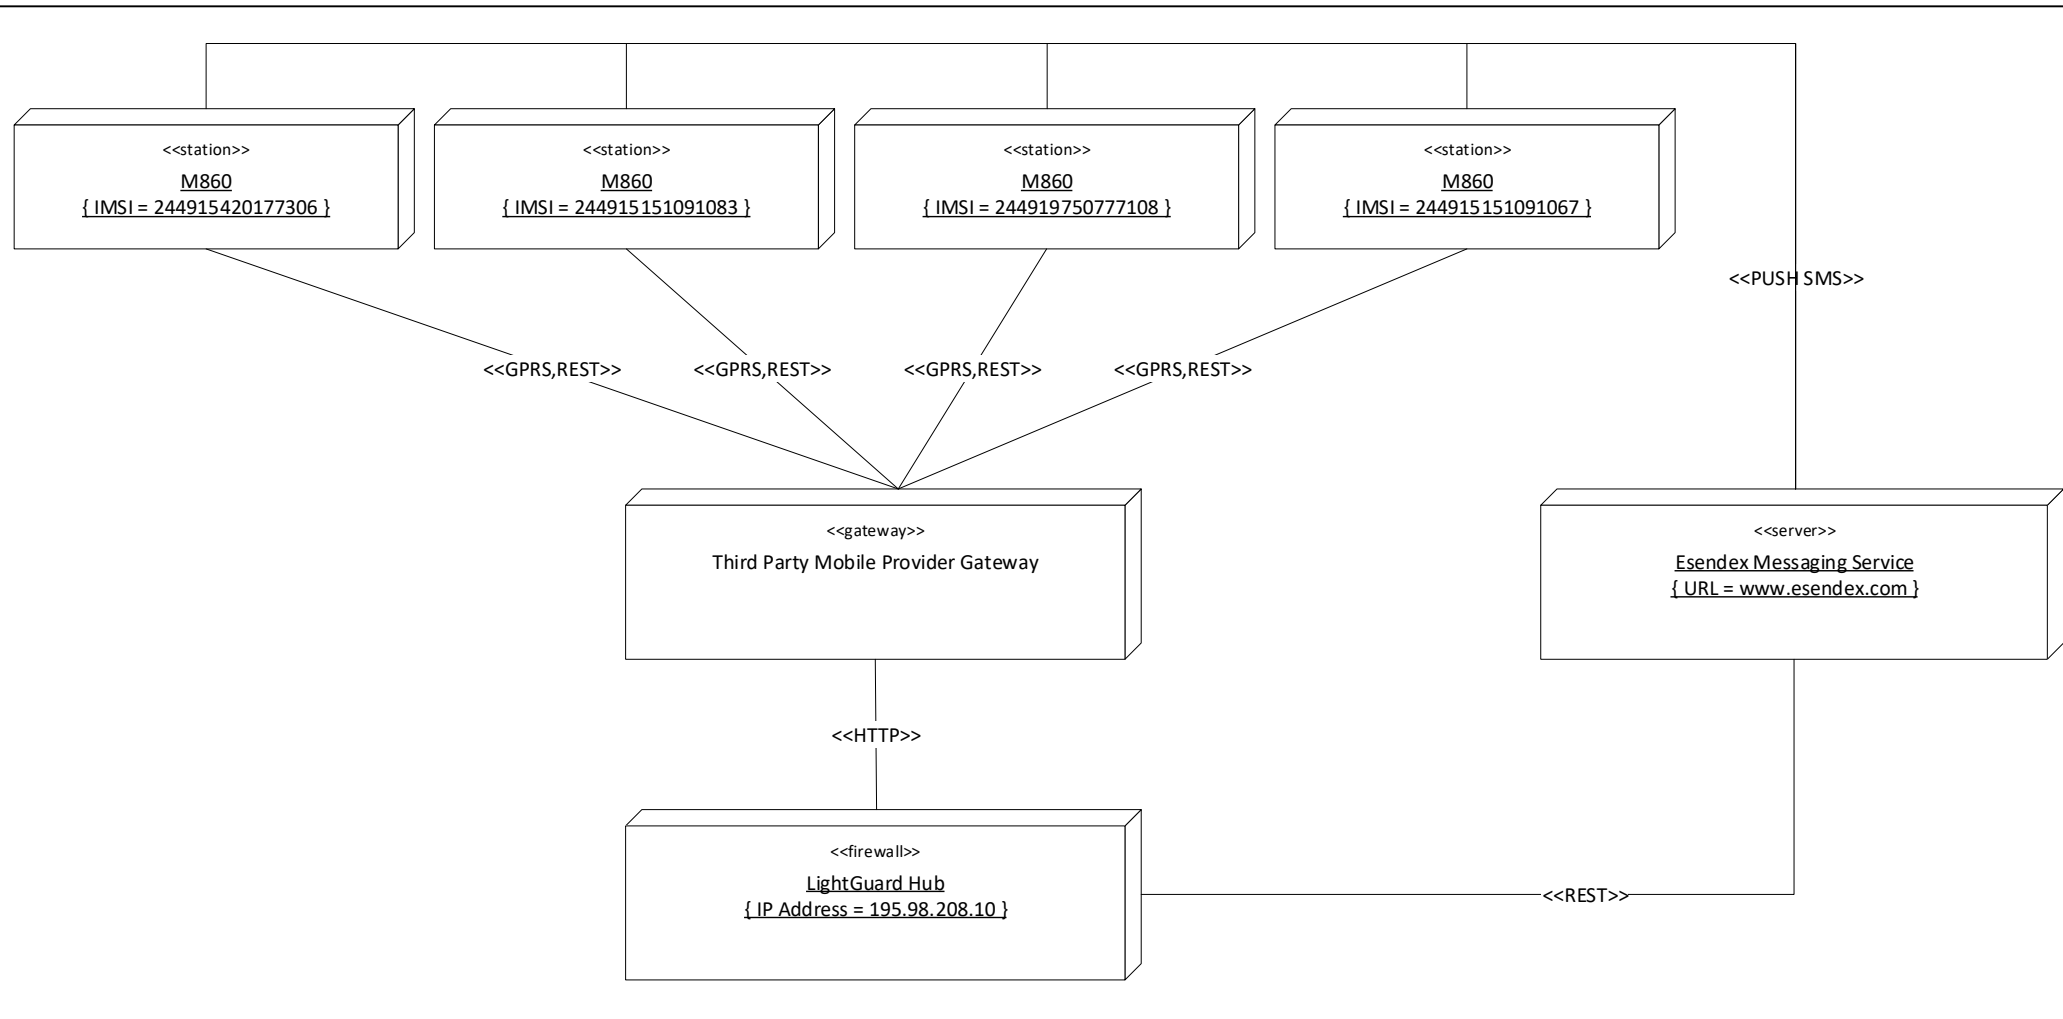 <<station>>
M860
{ IMSI = 244915420177306 }
<<station>>
M860
{ IMSI = 244915151091083 }
<<station>>
M860
{ IMSI = 244919750777108 }
<<station>>
M860
{ IMSI = 244915151091067 }
<<PUSH SMS>>
<<GPRS,REST>>
<<GPRS,REST>>
<<GPRS,REST>>
<<GPRS,REST>>
<<gateway>>
Third Party Mobile Provider Gateway
<<server>>
Esendex Messaging Service
{ URL = www.esendex.com }
<<HTTP>>
<<firewall>>
LightGuard Hub
{ IP Address = 195.98.208.10 }
<<REST>>